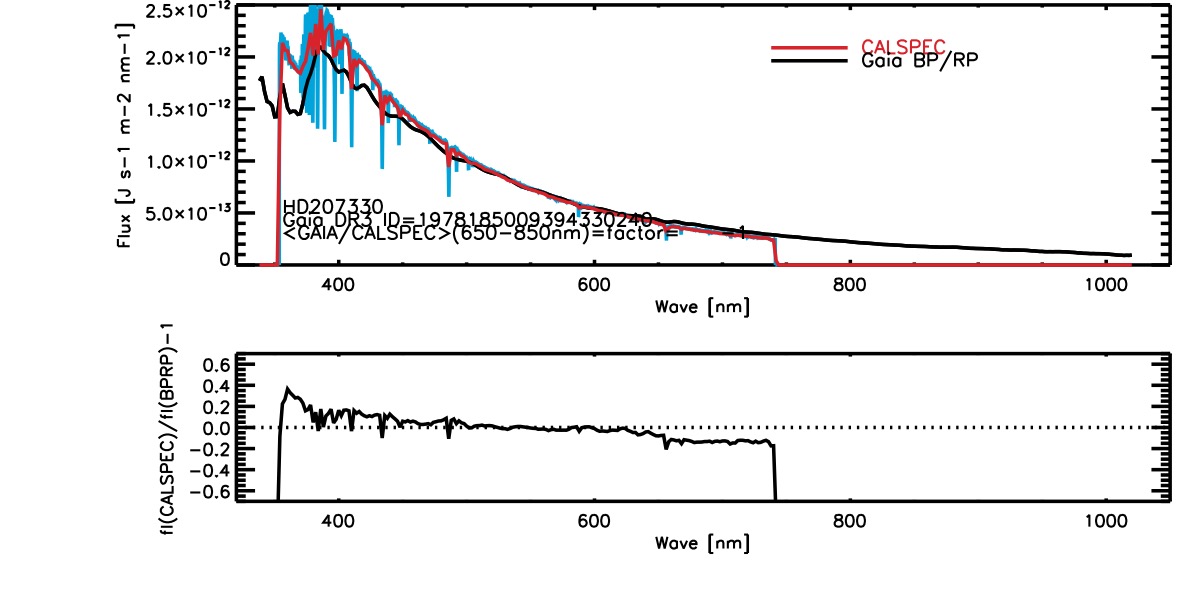 Flux [J s−1 m−2 nm−1]
2.5×10−12
2.0×10−12
1.5×10−12
1.0×10−12
5.0×10−13
0
CALSPEC
Gaia BP/RP
HD207330
Gaia DR3 ID=1978185009394330240
<GAIA/CALSPEC>(650−850nm)=factor= −1
400 600 800 1000
Wave [nm]
fl(CALSPEC)/fl(BPRP)−1
0.6
0.4
0.2
0.0
−0.2
−0.4
−0.6
400 600 800 1000
Wave [nm]